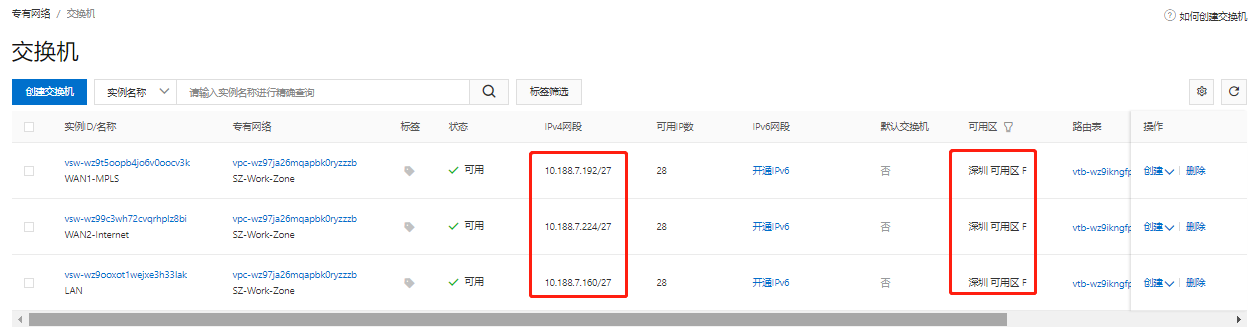 专有网络 / 交换机
如何创建交换机
交换机
创建交换机 实例名称 请输入实例名称进行精确查询 标签筛选
实例ID/名称 专有网络 标签 状态 IPv4网段 可用IP数 IPv6网段 默认交换机 可用区 路由表 操作
vsw-wz9t5oopb4jo6v0oocv3k vpc-wz97ja26mqapbk0ryzzzb 可用 10.188.7.192/27 28 开通IPv6 否 深圳 可用区 F vtb-wz9ikngfp 创建 删除
WAN1-MPLS SZ-Work-Zone
vsw-wz99c3wh72cvqrhplz8bi vpc-wz97ja26mqapbk0ryzzzb 可用 10.188.7.224/27 28 开通IPv6 否 深圳 可用区 F vtb-wz9ikngfp 创建 删除
WAN2-Internet SZ-Work-Zone
vsw-wz9ooxot1wejxe3h33lak vpc-wz97ja26mqapbk0ryzzzb 可用 10.188.7.160/27 28 开通IPv6 否 深圳 可用区 F vtb-wz9ikngfp 创建 删除
LAN SZ-Work-Zone